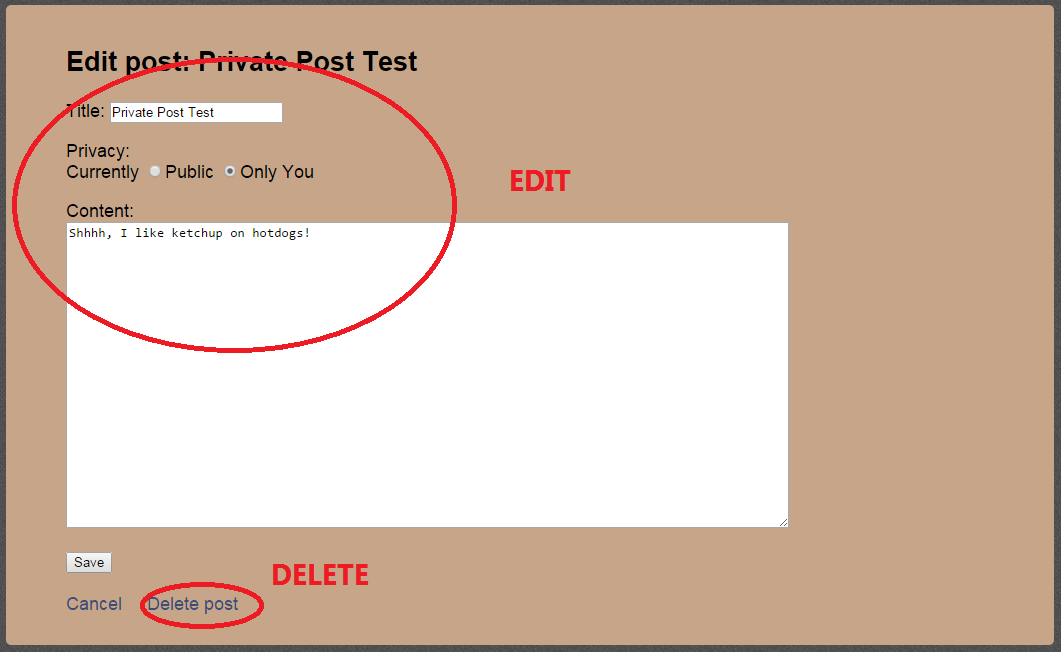 Edit post: Private Post Test
Title: Private Post Test
Privacy:
Currently Public Only You
EDIT
Content:
Shhhh, I like ketchup on hotdogs!
Save
DELETE
Cancel Delete post